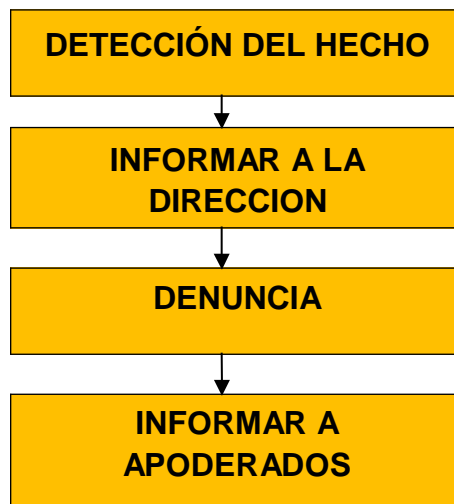 DETECCIÓN DEL HECHO
INFORMAR A LA
DIRECCION
DENUNCIA
INFORMAR A
APODERADOS